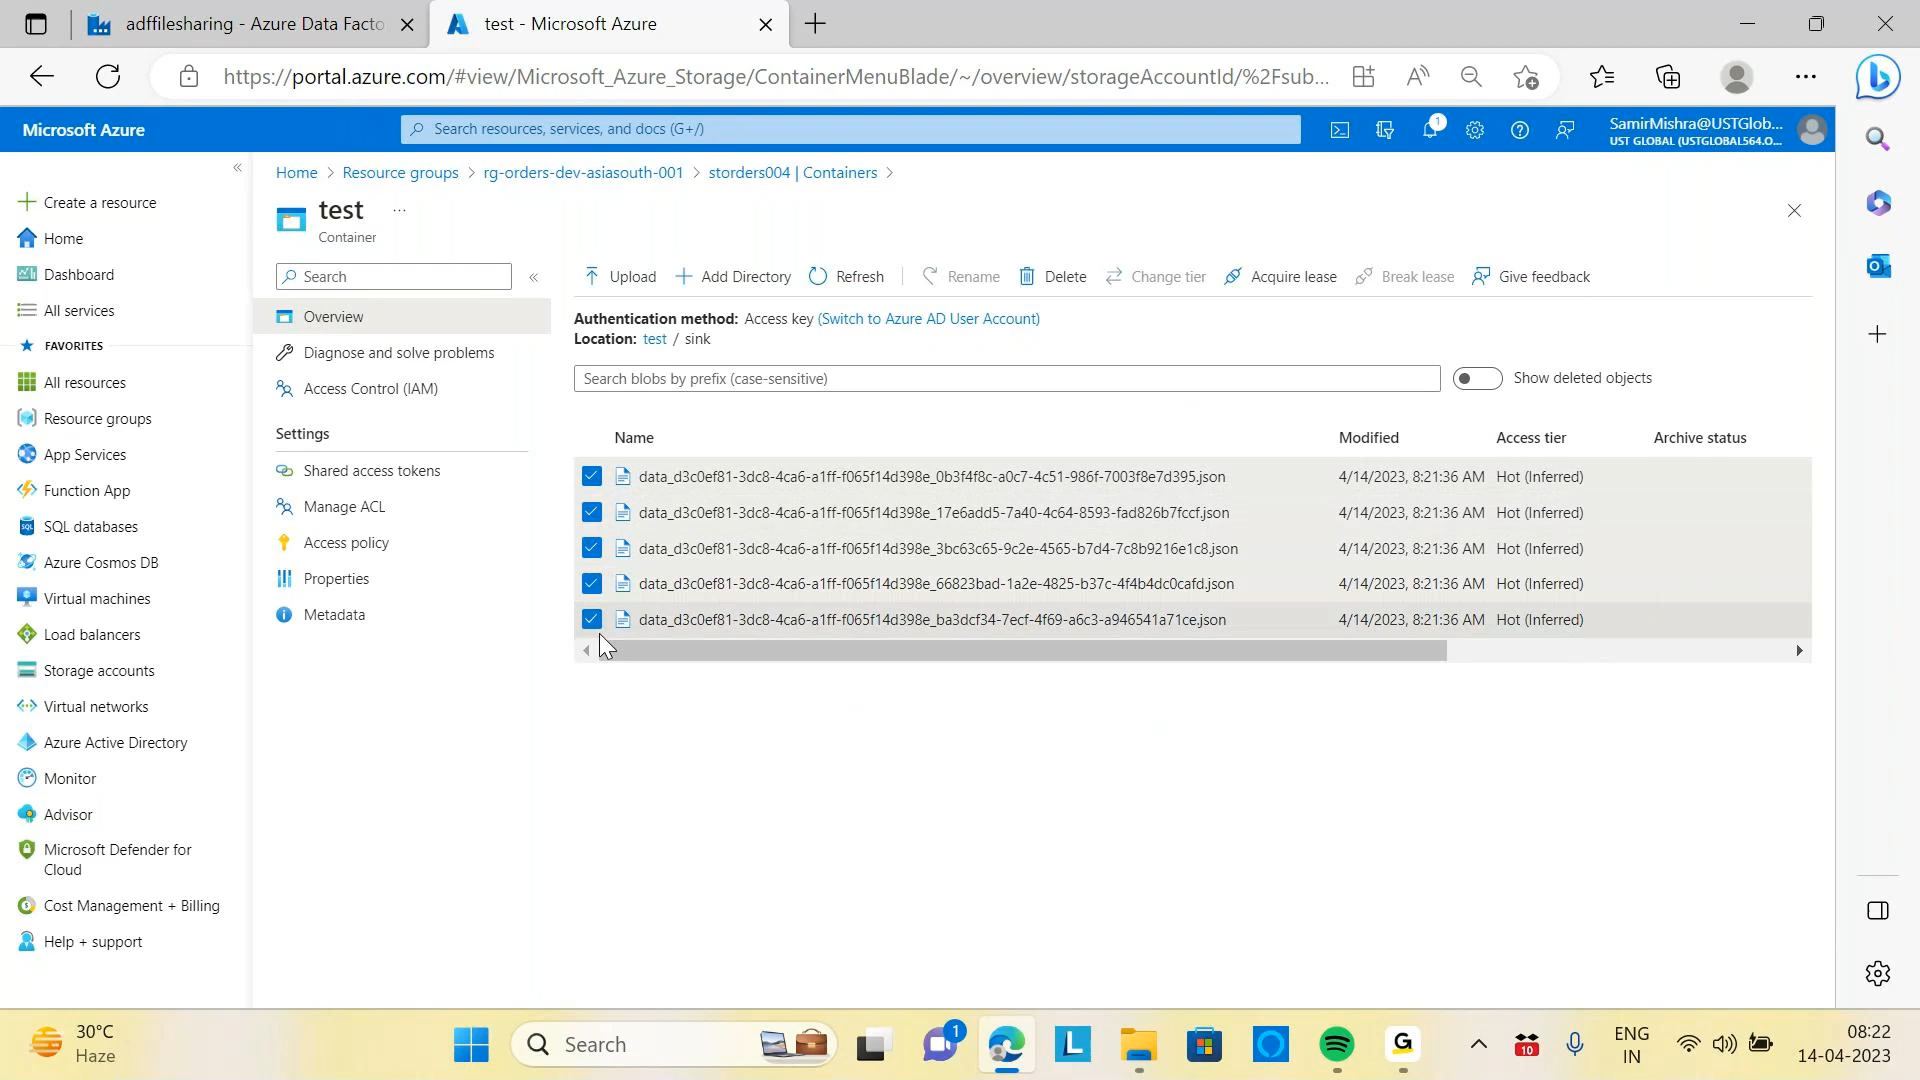 adffilesharing - Azure Data Facto
test - Microsoft Azure
https://portal.azure.com/#view/Microsoft_Azure_Storage/ContainerMenuBlade/~/overview/storageAccountId/%2Fsub...
Microsoft Azure
Search resources, services, and docs (G+/)
1
SamirMishra@USTGlob...
UST GLOBAL (USTGLOBAL564.O...
Home > Resource groups > rg-orders-dev-asiasouth-001 > storders004 | Containers >
test
...
Container
Create a resource
Home
Dashboard
All services
FAVORITES
All resources
Resource groups
App Services
Function App
SQL databases
Azure Cosmos DB
Virtual machines
Load balancers
Storage accounts
Virtual networks
Azure Active Directory
Monitor
Advisor
Microsoft Defender for
Cloud
Cost Management + Billing
Help + support
Search
Overview
Diagnose and solve problems
Access Control (IAM)
Settings
Shared access tokens
Manage ACL
Access policy
Properties
Metadata
Upload Add Directory Refresh Rename Delete Change tier Acquire lease Break lease Give feedback
Authentication method: Access key (Switch to Azure AD User Account)
Location: test / sink
Search blobs by prefix (case-sensitive)
Show deleted objects
Name Modified Access tier Archive status
data_d3c0ef81-3dc8-4ca6-a1ff-f065f14d398e_0b3f4f8c-a0c7-4c51-986f-7003f8e7d395.json 4/14/2023, 8:21:36 AM Hot (Inferred)
data_d3c0ef81-3dc8-4ca6-a1ff-f065f14d398e_17e6add5-7a40-4c64-8593-fad826b7fccf.json 4/14/2023, 8:21:36 AM Hot (Inferred)
data_d3c0ef81-3dc8-4ca6-a1ff-f065f14d398e_3bc63c65-9c2e-4565-b7d4-7c8b9216e1c8.json 4/14/2023, 8:21:36 AM Hot (Inferred)
data_d3c0ef81-3dc8-4ca6-a1ff-f065f14d398e_66823bad-1a2e-4825-b37c-4f4b4dc0cafd.json 4/14/2023, 8:21:36 AM Hot (Inferred)
data_d3c0ef81-3dc8-4ca6-a1ff-f065f14d398e_ba3dcf34-7ecf-4f69-a6c3-a946541a71ce.json 4/14/2023, 8:21:36 AM Hot (Inferred)
30°C
Haze
Search
1
L
G
10
ENG
IN
08:22
14-04-2023